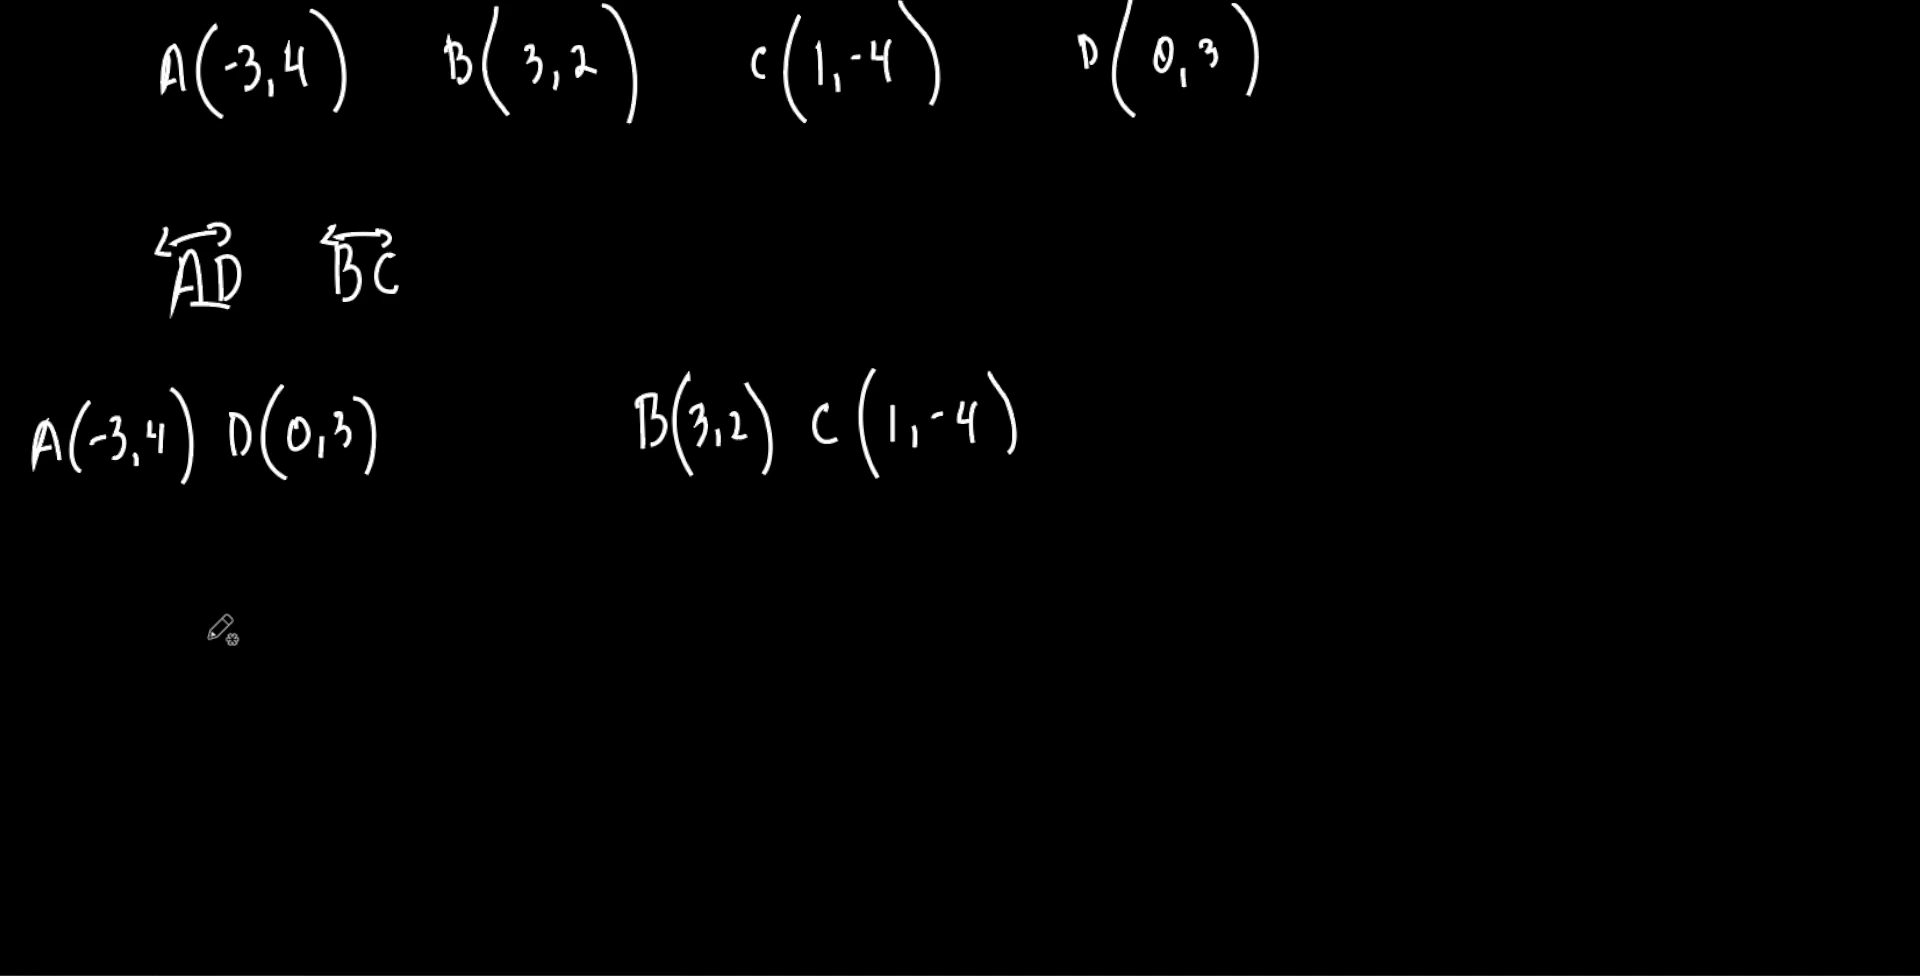 A(-3,4) B(3,2) C(1,-4) D(0,3)
AD BC
A(-3,4) D(0,3) B(3,2) C(1,-4)